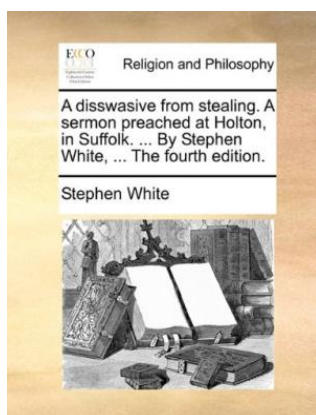 ECCO
Religion and Philosophy
A disswasive from stealing. A
sermon preached at Holton,
in Suffolk. ... By Stephen
White, ... The fourth edition.
Stephen White